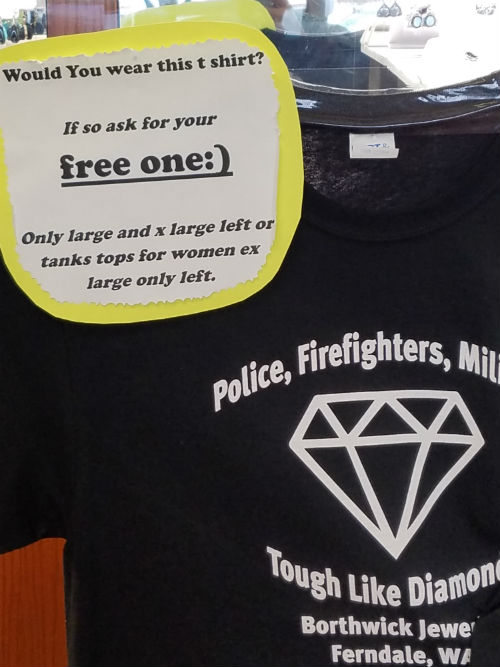 Would You wear this t shirt?
If so ask for your
free one:)
Only large and x large left or
tanks tops for women ex
large only left.
Police, Firefighters, Mili
Tough Like Diamon
Borthwick Jewe
Ferndale, WA